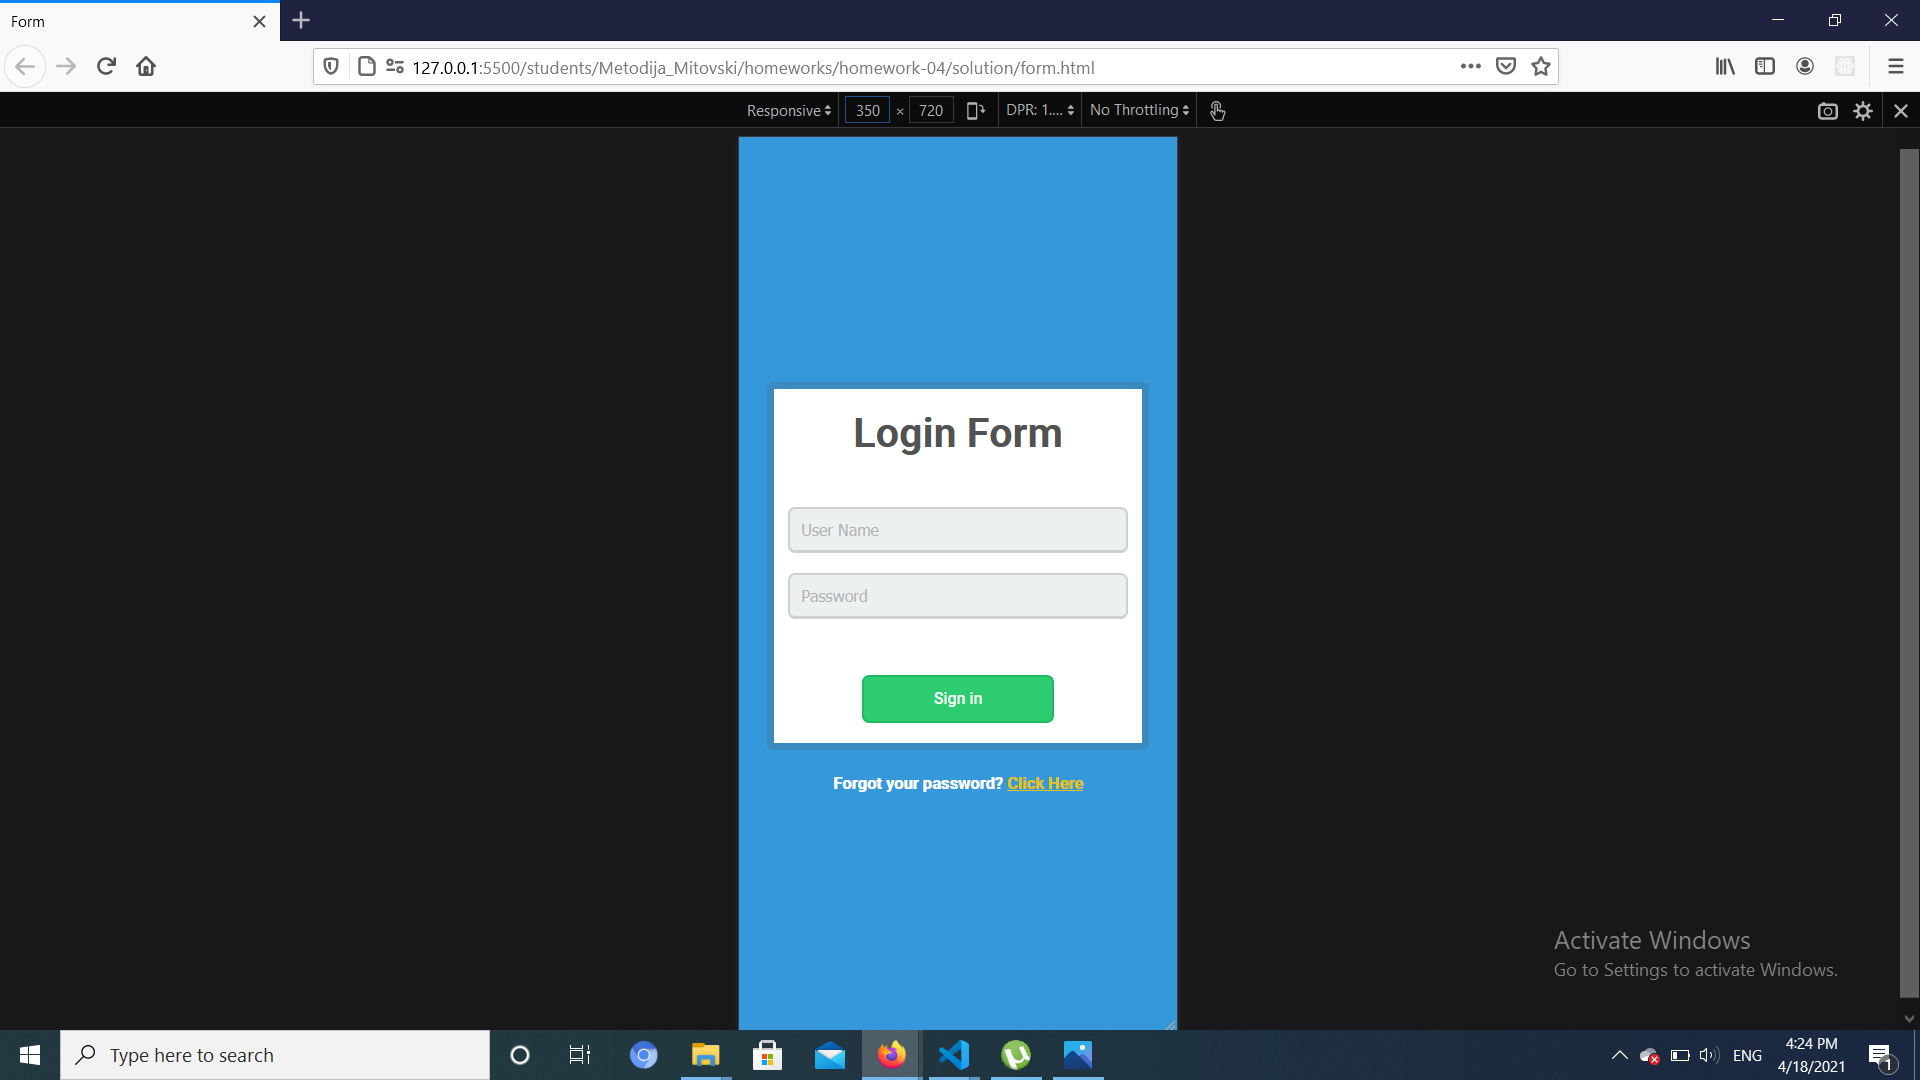 Form
127.0.0.1:5500/students/Metodija_Mitovski/homeworks/homework-04/solution/form.html
Responsive 350 × 720 DPR: 1.... No Throttling
Login Form
User Name
Password
Sign in
Forgot your password? Click Here
Activate Windows
Go to Settings to activate Windows.
Type here to search
ENG
4:24 PM
4/18/2021
1